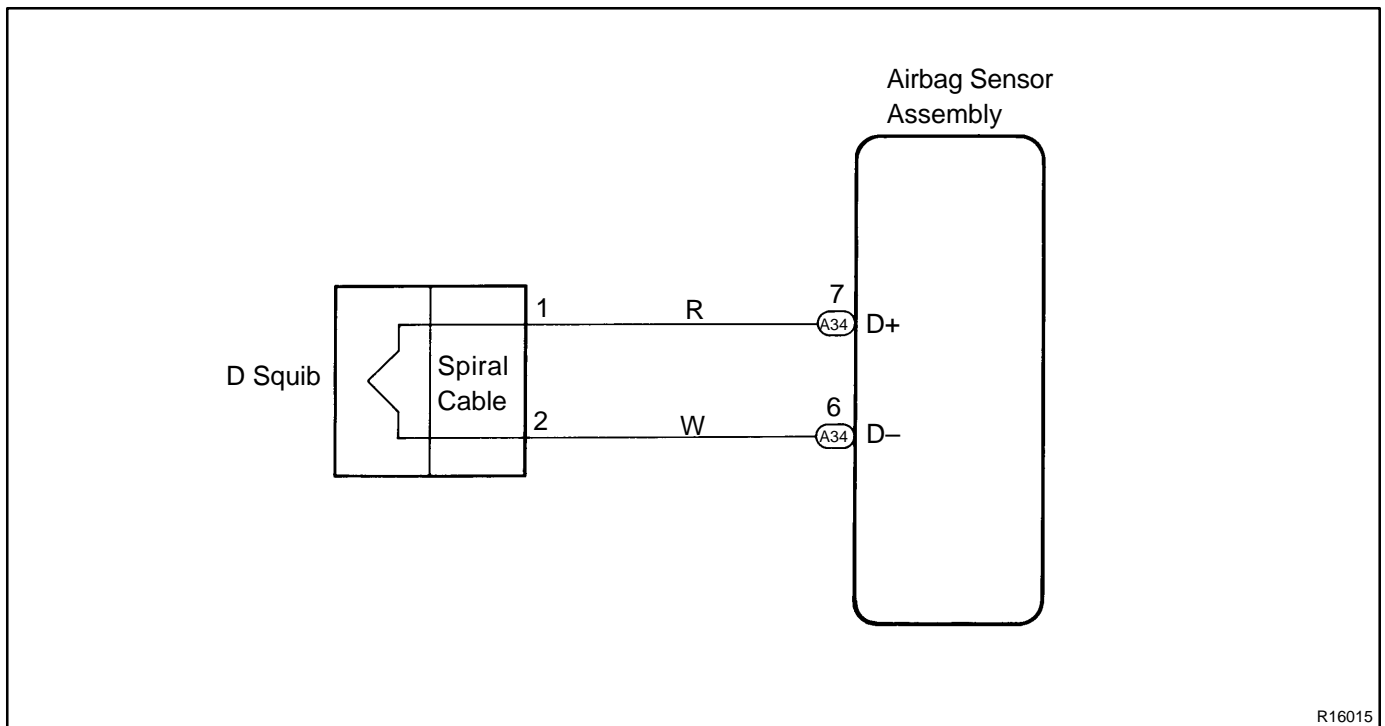 Airbag Sensor
Assembly
7
1
R
A34
D+
D Squib
Spiral
Cable
6
2
W
A34
D–
R16015